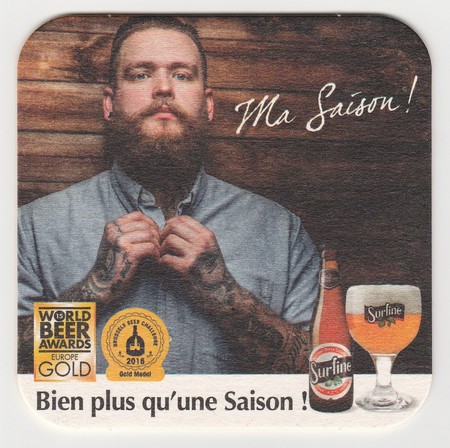 Ma Saison !
WORLD
BEER
AWARDS
EUROPE
GOLD
BRUSSELS BEER CHALLENGE
2015
Gold Medal
Surfine
Surfine
Bien plus qu'une Saison !